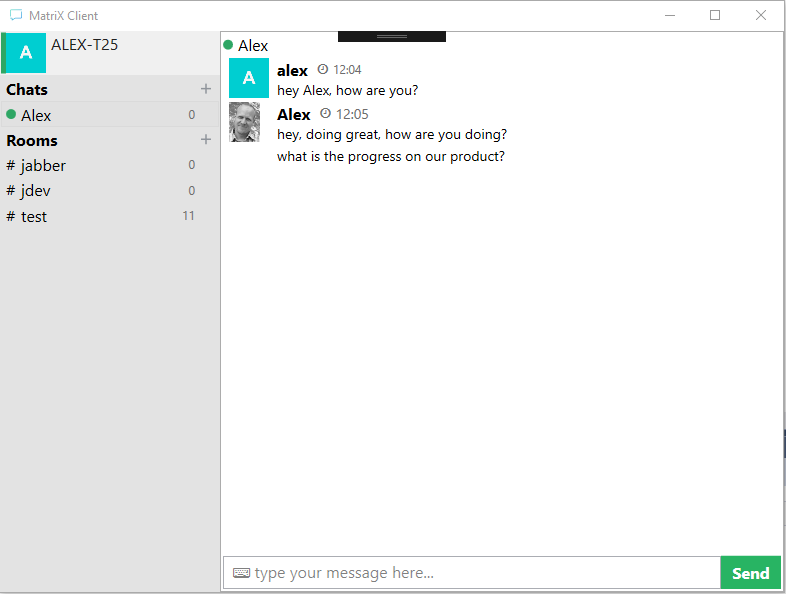 MatriX Client
A
ALEX-T25
Chats +
Alex 0
Rooms +
# jabber 0
# jdev 0
# test 11
Alex
A
alex 12:04
hey Alex, how are you?
Alex 12:05
hey, doing great, how are you doing?
what is the progress on our product?
type your message here...
Send